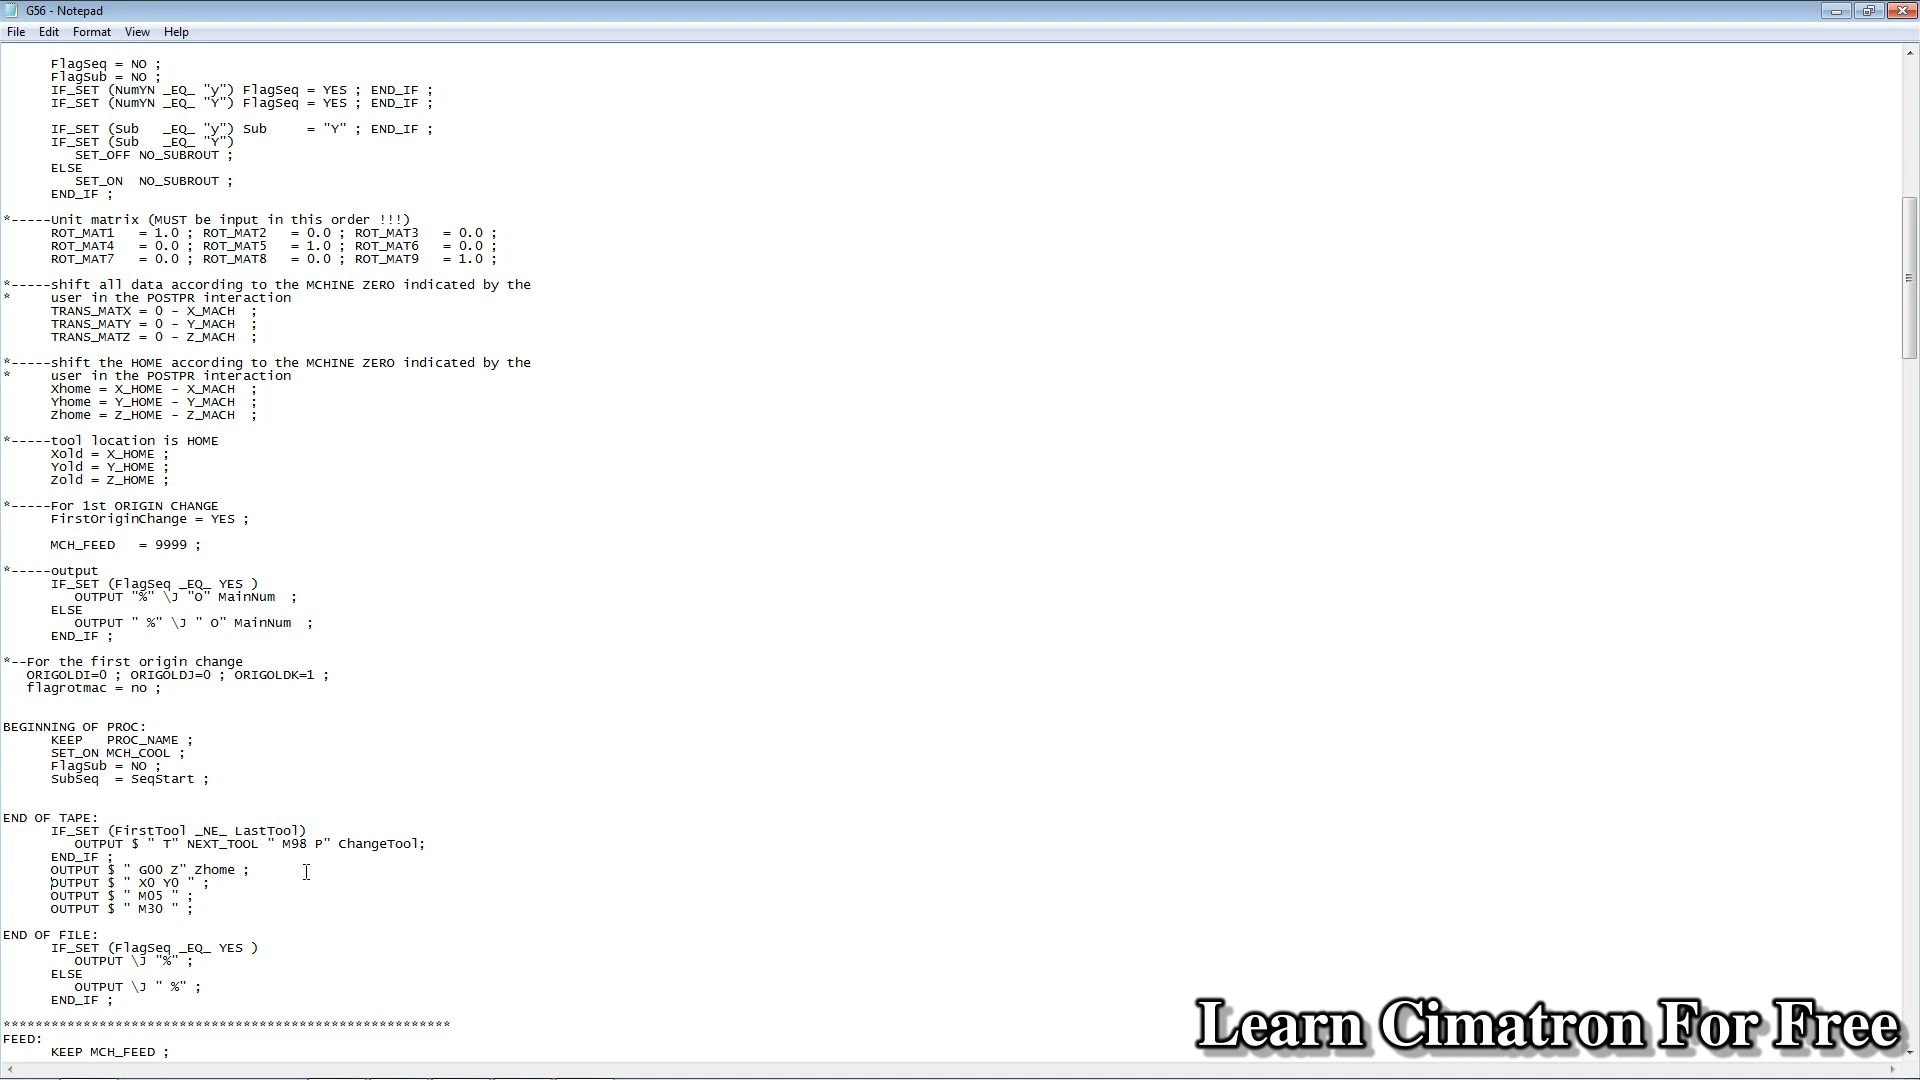 G56 - Notepad
File Edit Format View Help
FlagSeq = NO ;
FlagSub = NO ;
IF_SET (NumYN _EQ_ "y") FlagSeq = YES ; END_IF ;
IF_SET (NumYN _EQ_ "Y") FlagSeq = YES ; END_IF ;
IF_SET (Sub _EQ_ "y") Sub = "Y" ; END_IF ;
IF_SET (Sub _EQ_ "Y")
SET_OFF NO_SUBROUT ;
ELSE
SET_ON NO_SUBROUT ;
END_IF ;
*-----Unit matrix (MUST be input in this order !!!)
ROT_MAT1 = 1.0 ; ROT_MAT2 = 0.0 ; ROT_MAT3 = 0.0 ;
ROT_MAT4 = 0.0 ; ROT_MAT5 = 1.0 ; ROT_MAT6 = 0.0 ;
ROT_MAT7 = 0.0 ; ROT_MAT8 = 0.0 ; ROT_MAT9 = 1.0 ;
*-----shift all data according to the MCHINE ZERO indicated by the
* user in the POSTPR interaction
TRANS_MATX = 0 - X_MACH ;
TRANS_MATY = 0 - Y_MACH ;
TRANS_MATZ = 0 - Z_MACH ;
*-----shift the HOME according to the MCHINE ZERO indicated by the
* user in the POSTPR interaction
Xhome = X_HOME - X_MACH ;
Yhome = Y_HOME - Y_MACH ;
Zhome = Z_HOME - Z_MACH ;
*-----tool location is HOME
Xold = X_HOME ;
Yold = Y_HOME ;
Zold = Z_HOME ;
*-----For 1st ORIGIN CHANGE
FirstOriginChange = YES ;
MCH_FEED = 9999 ;
*-----output
IF_SET (FlagSeq _EQ_ YES )
OUTPUT "%" \J "O" MainNum ;
ELSE
OUTPUT " %" \J " O" MainNum ;
END_IF ;
*--For the first origin change
ORIGOLDI=0 ; ORIGOLDJ=0 ; ORIGOLDK=1 ;
flagrotmac = no ;
BEGINNING OF PROC:
KEEP PROC_NAME ;
SET_ON MCH_COOL ;
FlagSub = NO ;
SubSeq = SeqStart ;
END OF TAPE:
IF_SET (FirstTool _NE_ LastTool)
OUTPUT $ " T" NEXT_TOOL " M98 P" ChangeTool;
END_IF ;
OUTPUT $ " G00 Z" Zhome ;
OUTPUT $ " X0 Y0 " ;
OUTPUT $ " M05 " ;
OUTPUT $ " M30 " ;
END OF FILE:
IF_SET (FlagSeq _EQ_ YES )
OUTPUT \J "%" ;
ELSE
OUTPUT \J " %" ;
END_IF ;
********************************************************
FEED:
KEEP MCH_FEED ;
Learn Cimatron For Free